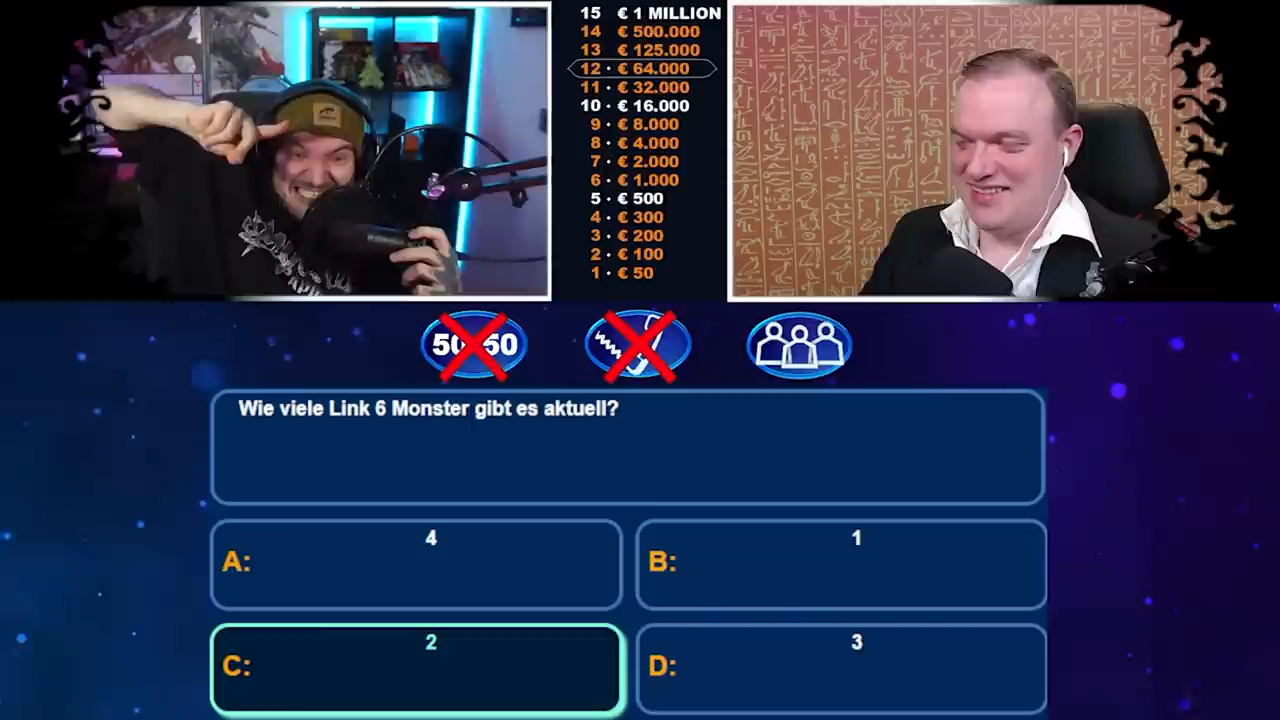 15 € 1 MILLION
14 € 500.000
13 € 125.000
12 · € 64.000
11 · € 32.000
10 · € 16.000
9 · € 8.000
8 · € 4.000
7 · € 2.000
6 · € 1.000
5 · € 500
4 · € 300
3 · € 200
2 · € 100
1 · € 50
50 50
Wie viele Link 6 Monster gibt es aktuell?
A: 4
B: 1
C: 2
D: 3